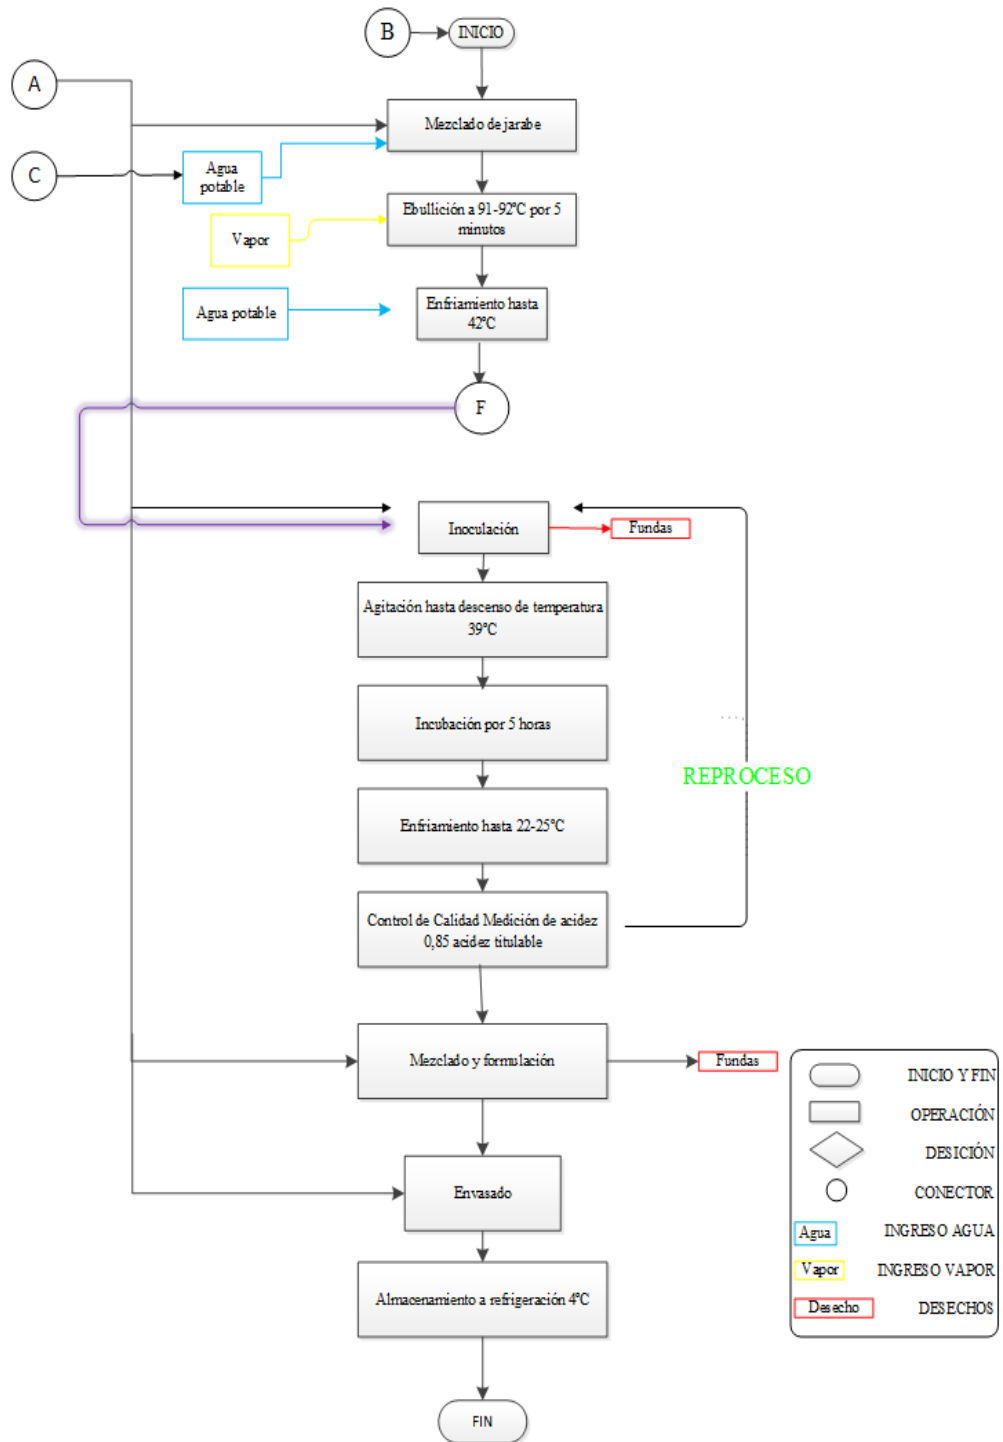 B
INICIO
A
Mezclado de jarabe
C
Agua
potable
Ebullición a 91-92ºC por 5
minutos
Vapor
Agua potable
Enfriamiento hasta
42ºC
F
Inoculación
Fundas
Agitación hasta descenso de temperatura
39ºC
Incubación por 5 horas
REPROCESO
Enfriamiento hasta 22-25ºC
Control de Calidad Medición de acidez
0,85 acidez titulable
Mezclado y formulación
Fundas
Envasado
Almacenamiento a refrigeración 4ºC
FIN
INICIO Y FIN
OPERACIÓN
DESICIÓN
CONECTOR
Agua INGRESO AGUA
Vapor INGRESO VAPOR
Desecho DESECHOS